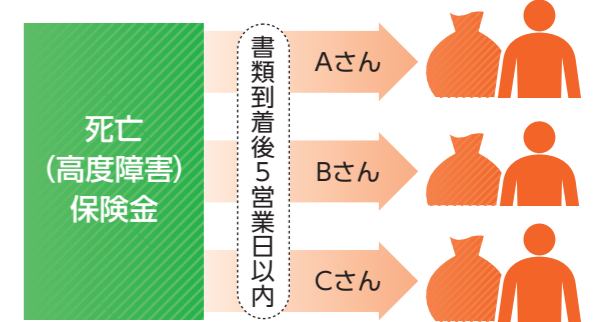 死亡
(高度障害)
保険金
書類到着後5営業日以内
Aさん
Bさん
Cさん